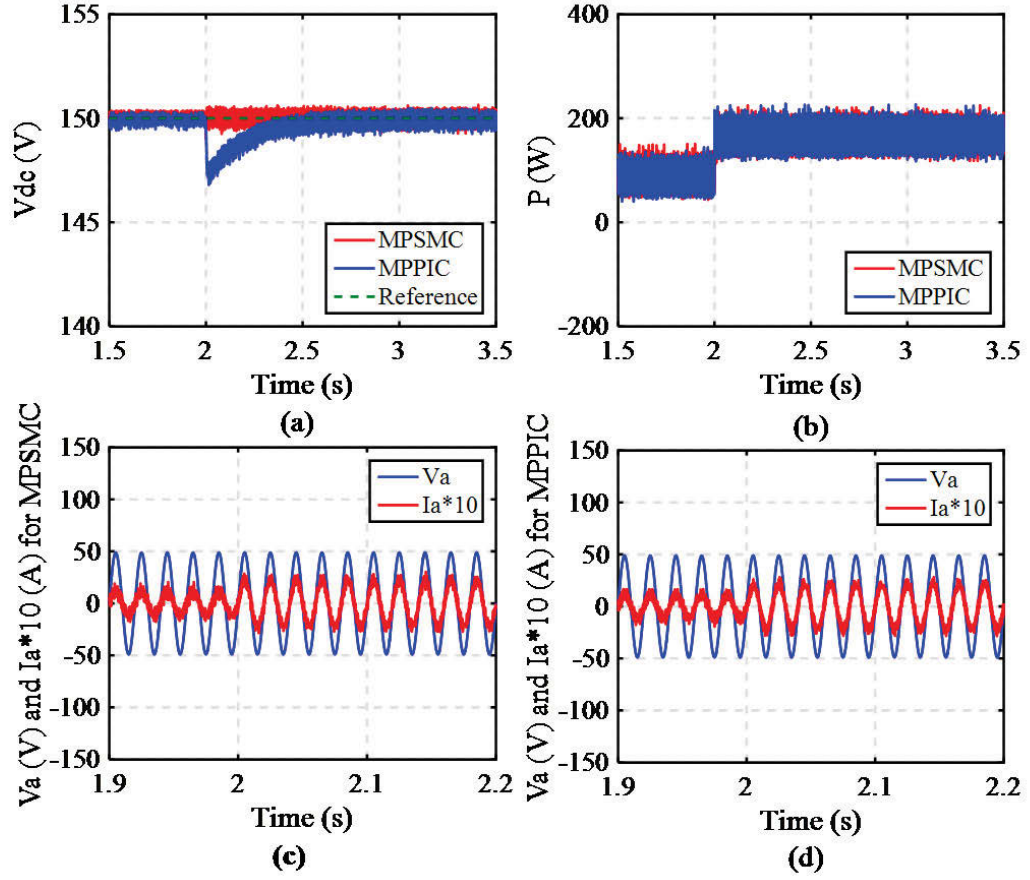 155
150
145
140
Vdc (V)
MPSMC
MPPIC
Reference
1.5 2 2.5 3 3.5
Time (s)
(a)
400
200
0
-200
P (W)
MPSMC
MPPIC
1.5 2 2.5 3 3.5
Time (s)
(b)
150
100
50
0
-50
-100
-150
Va (V) and Ia*10 (A) for MPSMC
Va
Ia*10
1.9 2 2.1 2.2
Time (s)
(c)
150
100
50
0
-50
-100
-150
Va (V) and Ia*10 (A) for MPPIC
Va
Ia*10
1.9 2 2.1 2.2
Time (s)
(d)